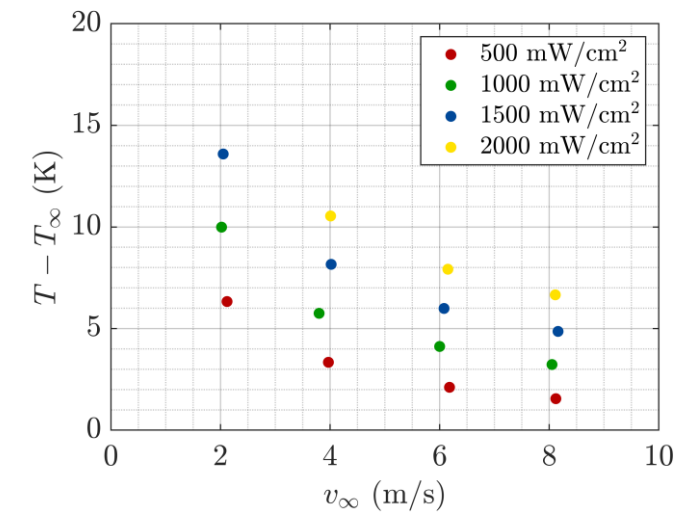 20
15
10
5
0
T − T∞ (K)
500 mW/cm²
1000 mW/cm²
1500 mW/cm²
2000 mW/cm²
0 2 4 6 8 10
v∞ (m/s)